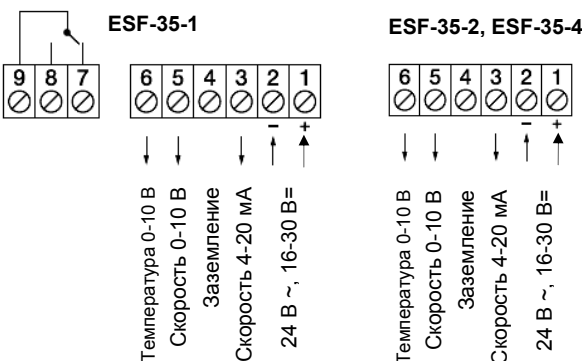 ESF-35-1
9 8 7
6 5 4 3 2 1
− +
Температура 0-10 В
Скорость 0-10 В
Заземление
Скорость 4-20 мА
24 В ~, 16-30 В=
ESF-35-2, ESF-35-4
6 5 4 3 2 1
− +
Температура 0-10 В
Скорость 0-10 В
Заземление
Скорость 4-20 мА
24 В ~, 16-30 В=